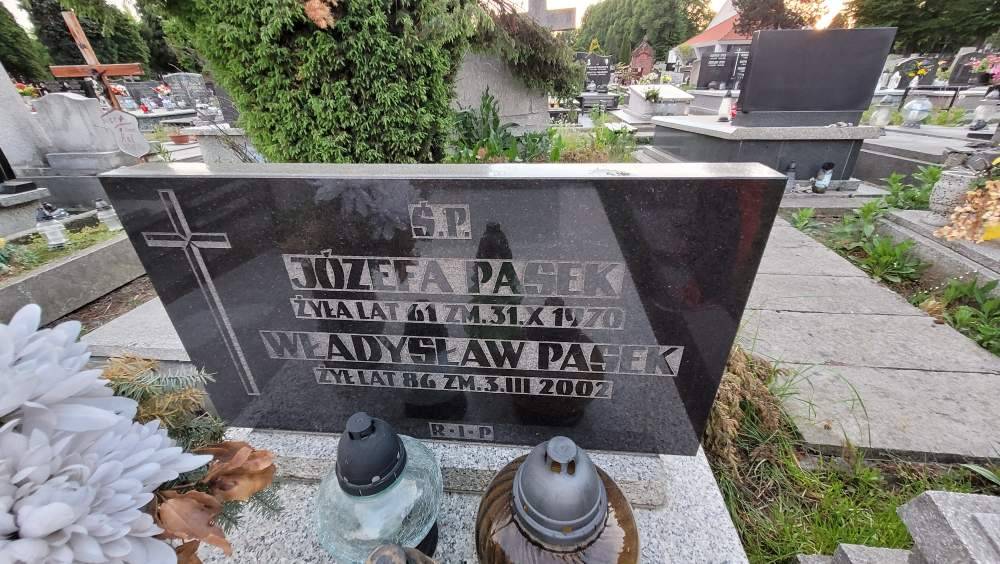 Ś.P.
JÓZEFA PASEK
ŻYŁA LAT 61 ZM.31.X 1970
WŁADYSŁAW PASEK
ŻYŁ LAT 86 ZM.3.III 2002
R·I·P